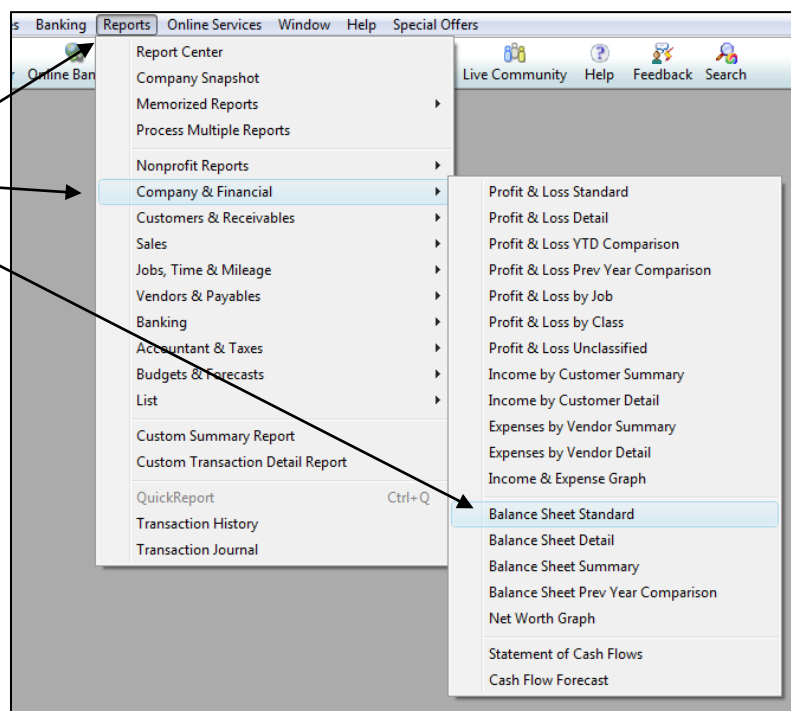 s Banking Reports Online Services Window Help Special Offers
Online Ban Live Community Help Feedback Search
Report Center
Company Snapshot
Memorized Reports
Process Multiple Reports
Nonprofit Reports
Company & Financial
Customers & Receivables
Sales
Jobs, Time & Mileage
Vendors & Payables
Banking
Accountant & Taxes
Budgets & Forecasts
List
Custom Summary Report
Custom Transaction Detail Report
QuickReport Ctrl+Q
Transaction History
Transaction Journal
Profit & Loss Standard
Profit & Loss Detail
Profit & Loss YTD Comparison
Profit & Loss Prev Year Comparison
Profit & Loss by Job
Profit & Loss by Class
Profit & Loss Unclassified
Income by Customer Summary
Income by Customer Detail
Expenses by Vendor Summary
Expenses by Vendor Detail
Income & Expense Graph
Balance Sheet Standard
Balance Sheet Detail
Balance Sheet Summary
Balance Sheet Prev Year Comparison
Net Worth Graph
Statement of Cash Flows
Cash Flow Forecast